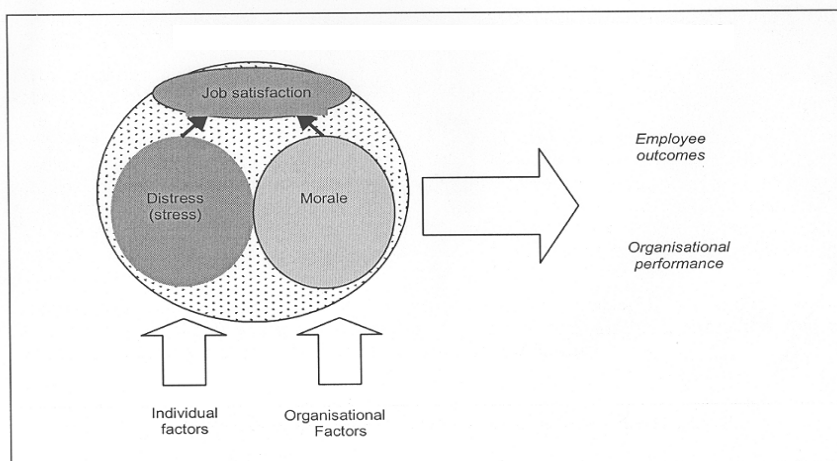 Job satisfaction
Distress
(stress)
Morale
Employee
outcomes
Organisational
performance
Individual
factors
Organisational
Factors